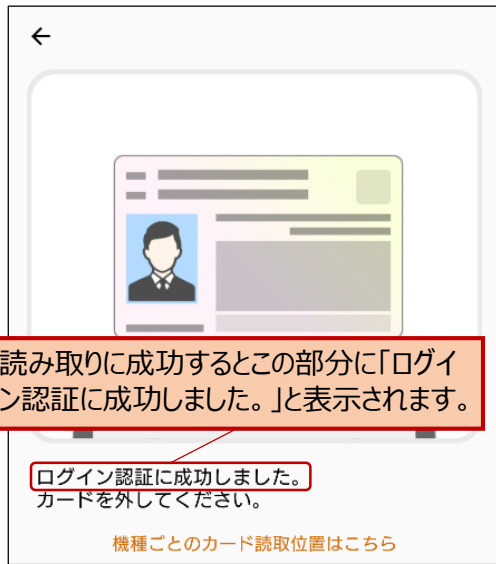 読み取りに成功するとこの部分に「ログイ
ン認証に成功しました。」と表示されます。
ログイン認証に成功しました。
カードを外してください。
機種ごとのカード読取位置はこちら